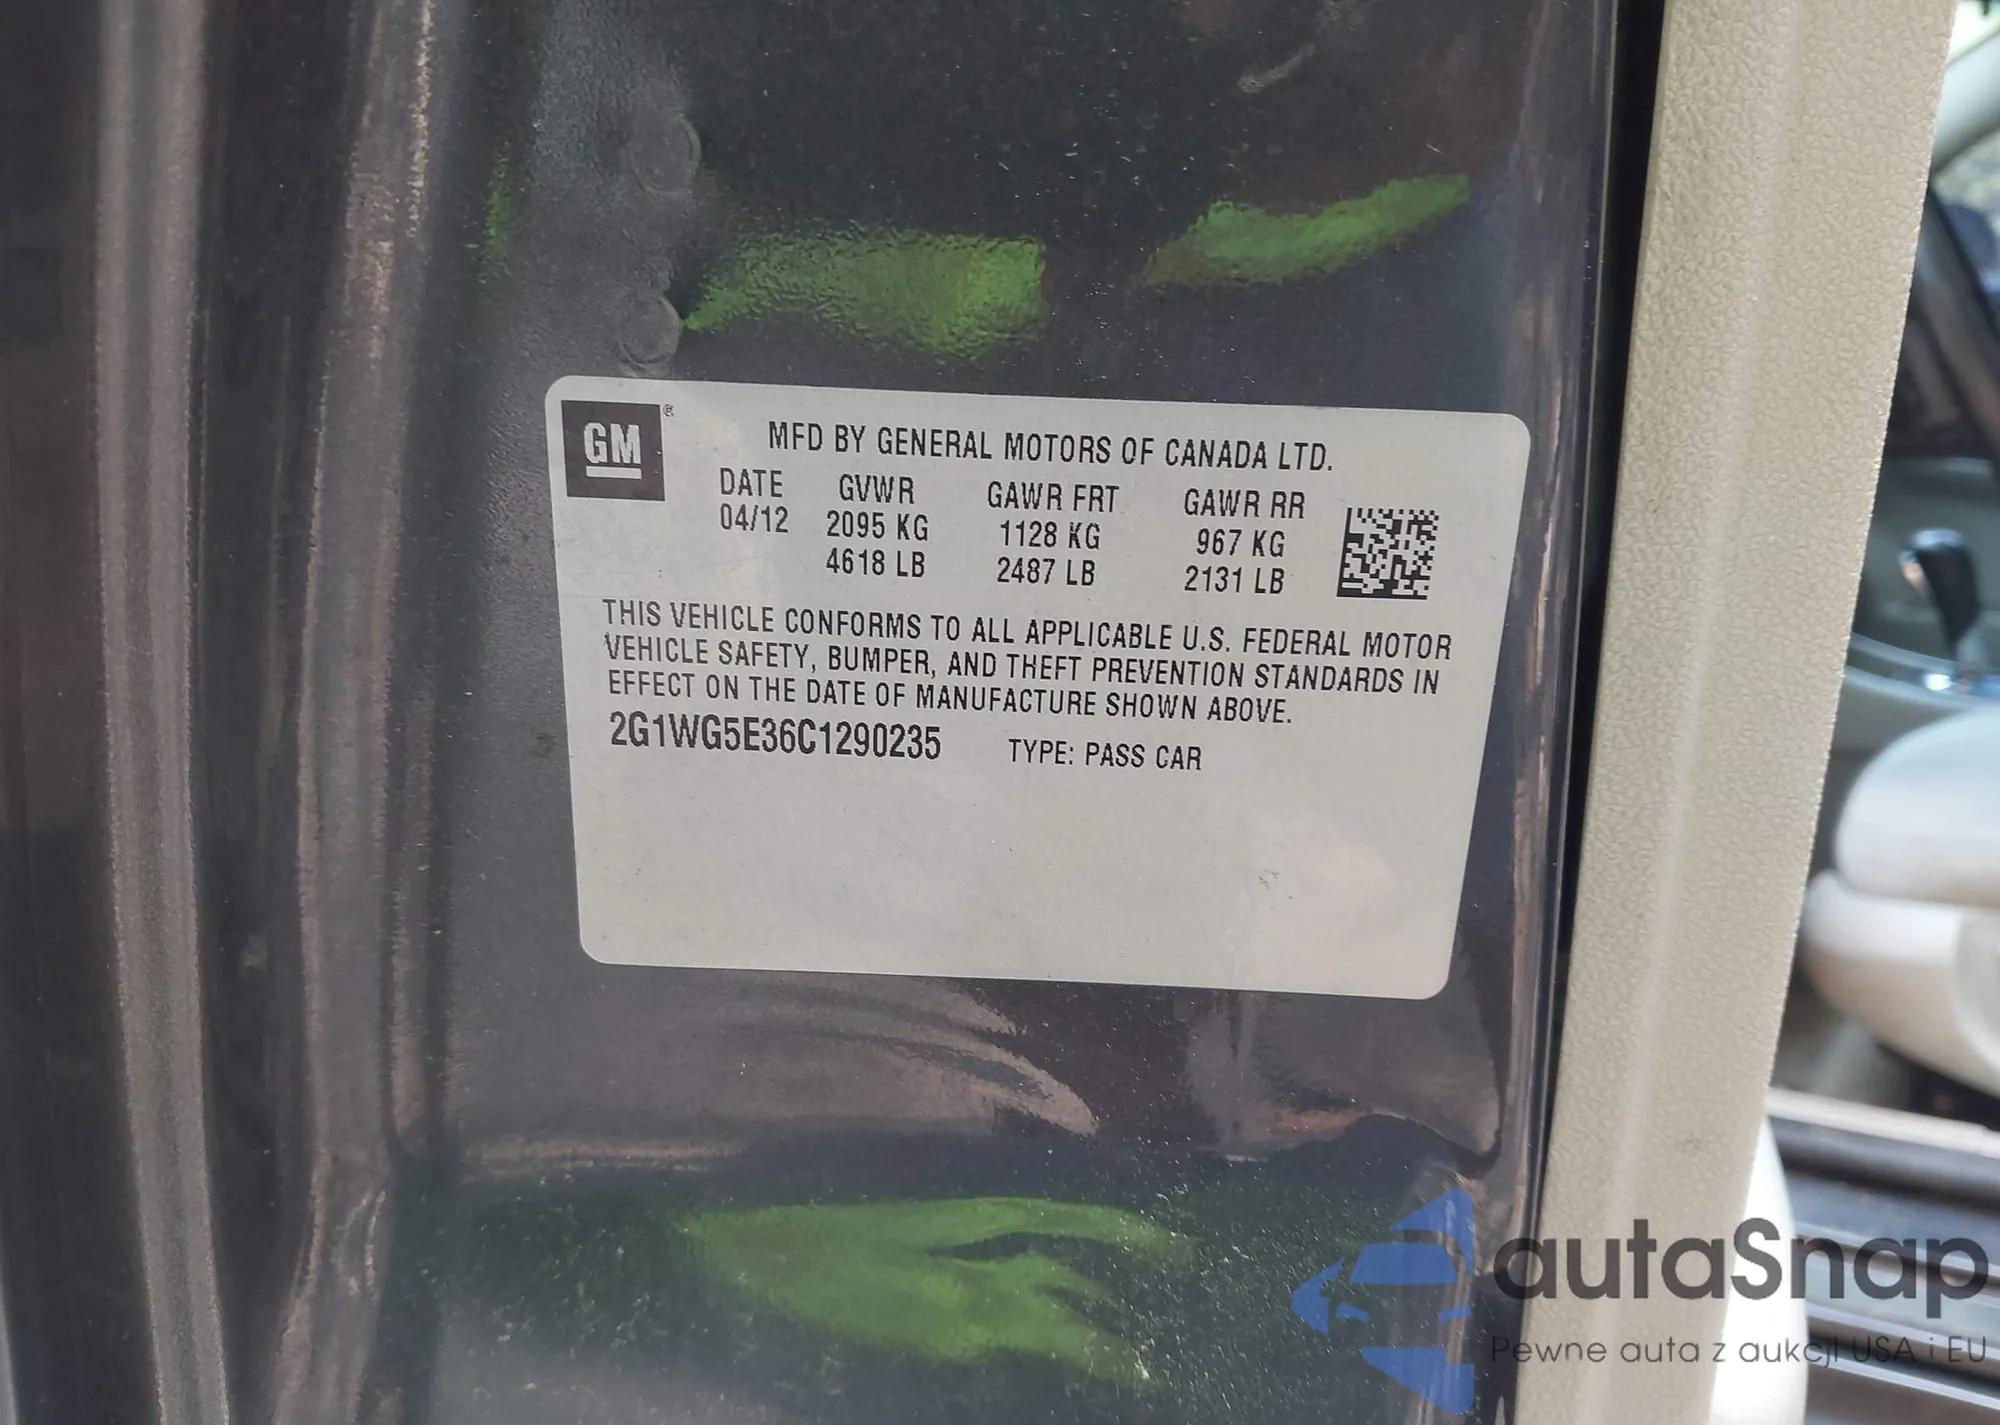 GM ®
MFD BY GENERAL MOTORS OF CANADA LTD.
DATE GVWR GAWR FRT GAWR RR
04/12 2095 KG 1128 KG 967 KG
4618 LB 2487 LB 2131 LB
THIS VEHICLE CONFORMS TO ALL APPLICABLE U.S. FEDERAL MOTOR
VEHICLE SAFETY, BUMPER, AND THEFT PREVENTION STANDARDS IN
EFFECT ON THE DATE OF MANUFACTURE SHOWN ABOVE.
2G1WG5E36C1290235 TYPE: PASS CAR
autaSnap
Pewne auta z aukcji USA i EU